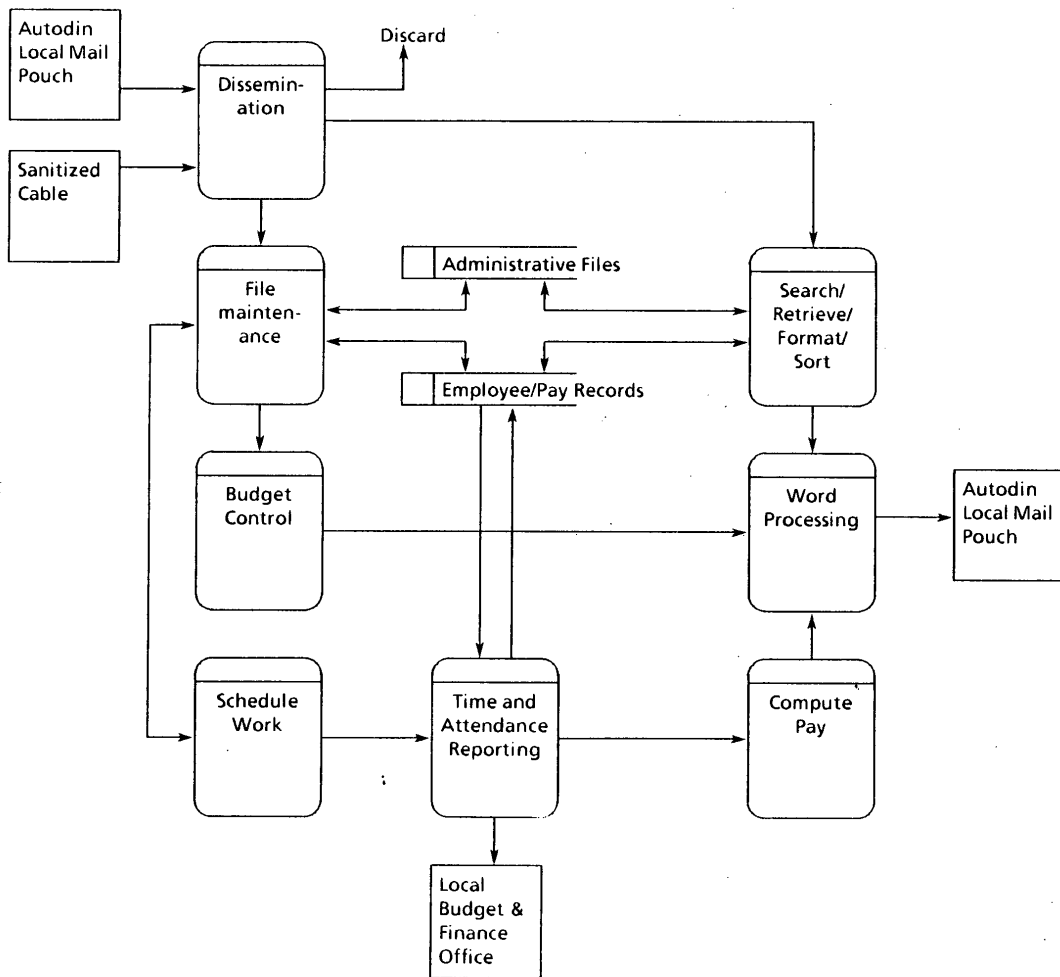 Autodin
Local Mail
Pouch
Discard
Dissemin-
ation
Sanitized
Cable
Administrative Files
File
mainten-
ance
Search/
Retrieve/
Format/
Sort
Employee/Pay Records
Budget
Control
Word
Processing
Autodin
Local Mail
Pouch
Schedule
Work
Time and
Attendance
Reporting
Compute
Pay
Local
Budget &
Finance
Office